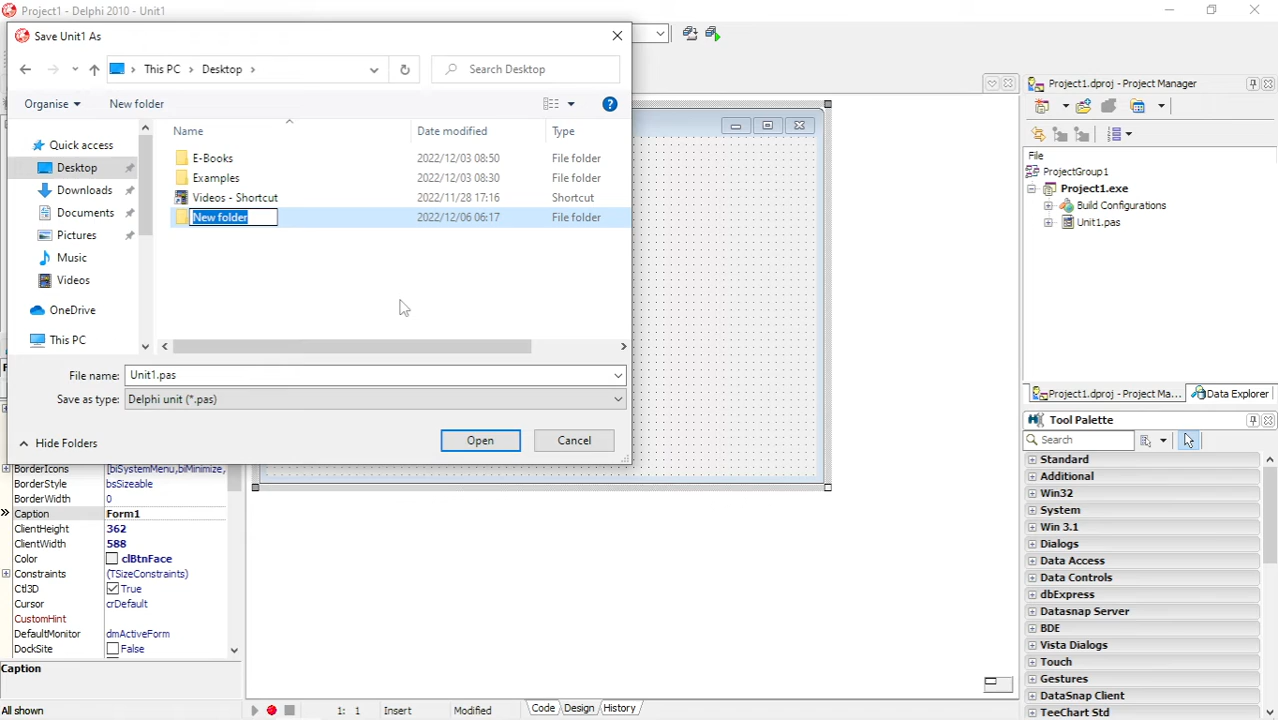 Project1 - Delphi 2010 - Unit1
Save Unit1 As
This PC
Desktop
Search Desktop
Organise
New folder
Name
Date modified
Type
Quick access
Desktop
Downloads
Documents
Pictures
Music
Videos
OneDrive
This PC
E-Books 2022/12/03 08:50 File folder
Examples 2022/12/03 08:30 File folder
Videos - Shortcut 2022/11/28 17:16 Shortcut
New folder 2022/12/06 06:17 File folder
File name: Unit1.pas
Save as type: Delphi unit (*.pas)
Hide Folders
Open
Cancel
BorderIcons [biSystemMenu,biMinimize,
BorderStyle bsSizeable
BorderWidth 0
Caption Form1
ClientHeight 362
ClientWidth 588
Color clBtnFace
Constraints (TSizeConstraints)
Ctl3D True
Cursor crDefault
CustomHint
DefaultMonitor dmActiveForm
DockSite False
Caption
All shown
1: 1
Insert
Modified
Code
Design
History
Project1.dproj - Project Manager
File
ProjectGroup1
Project1.exe
Build Configurations
Unit1.pas
Project1.dproj - Project Ma...
Data Explorer
Tool Palette
Search
Standard
Additional
Win32
System
Win 3.1
Dialogs
Data Access
Data Controls
dbExpress
Datasnap Server
BDE
Vista Dialogs
Touch
Gestures
DataSnap Client
TeeChart Std